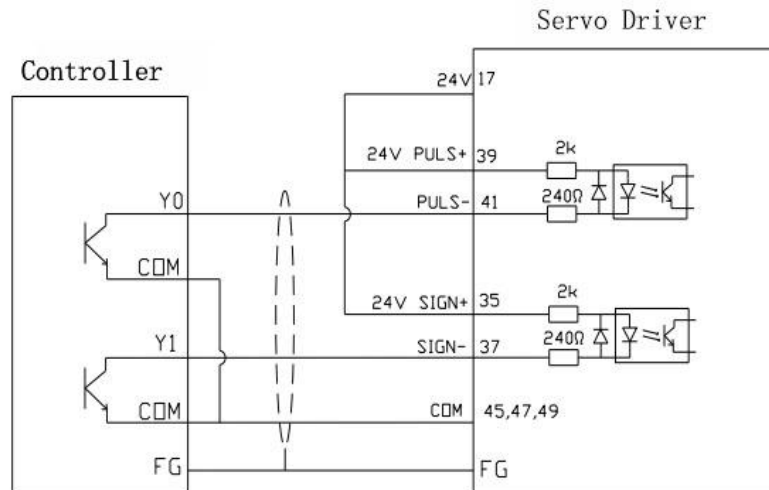 Servo Driver
Controller
24V 17
24V PULS+ 39 2k
Y0 PULS- 41 240Ω
COM
24V SIGN+ 35 2k
Y1 SIGN- 37 240Ω
COM COM 45,47,49
FG FG